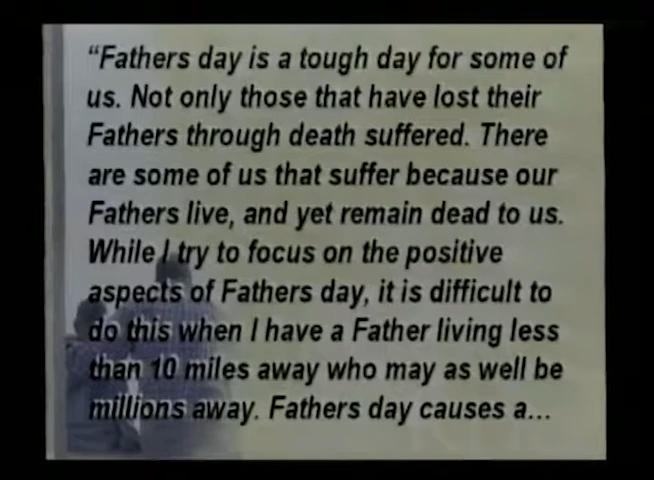 “Fathers day is a tough day for some of
us. Not only those that have lost their
Fathers through death suffered. There
are some of us that suffer because our
Fathers live, and yet remain dead to us.
While I try to focus on the positive
aspects of Fathers day, it is difficult to
do this when I have a Father living less
than 10 miles away who may as well be
millions away. Fathers day causes a...